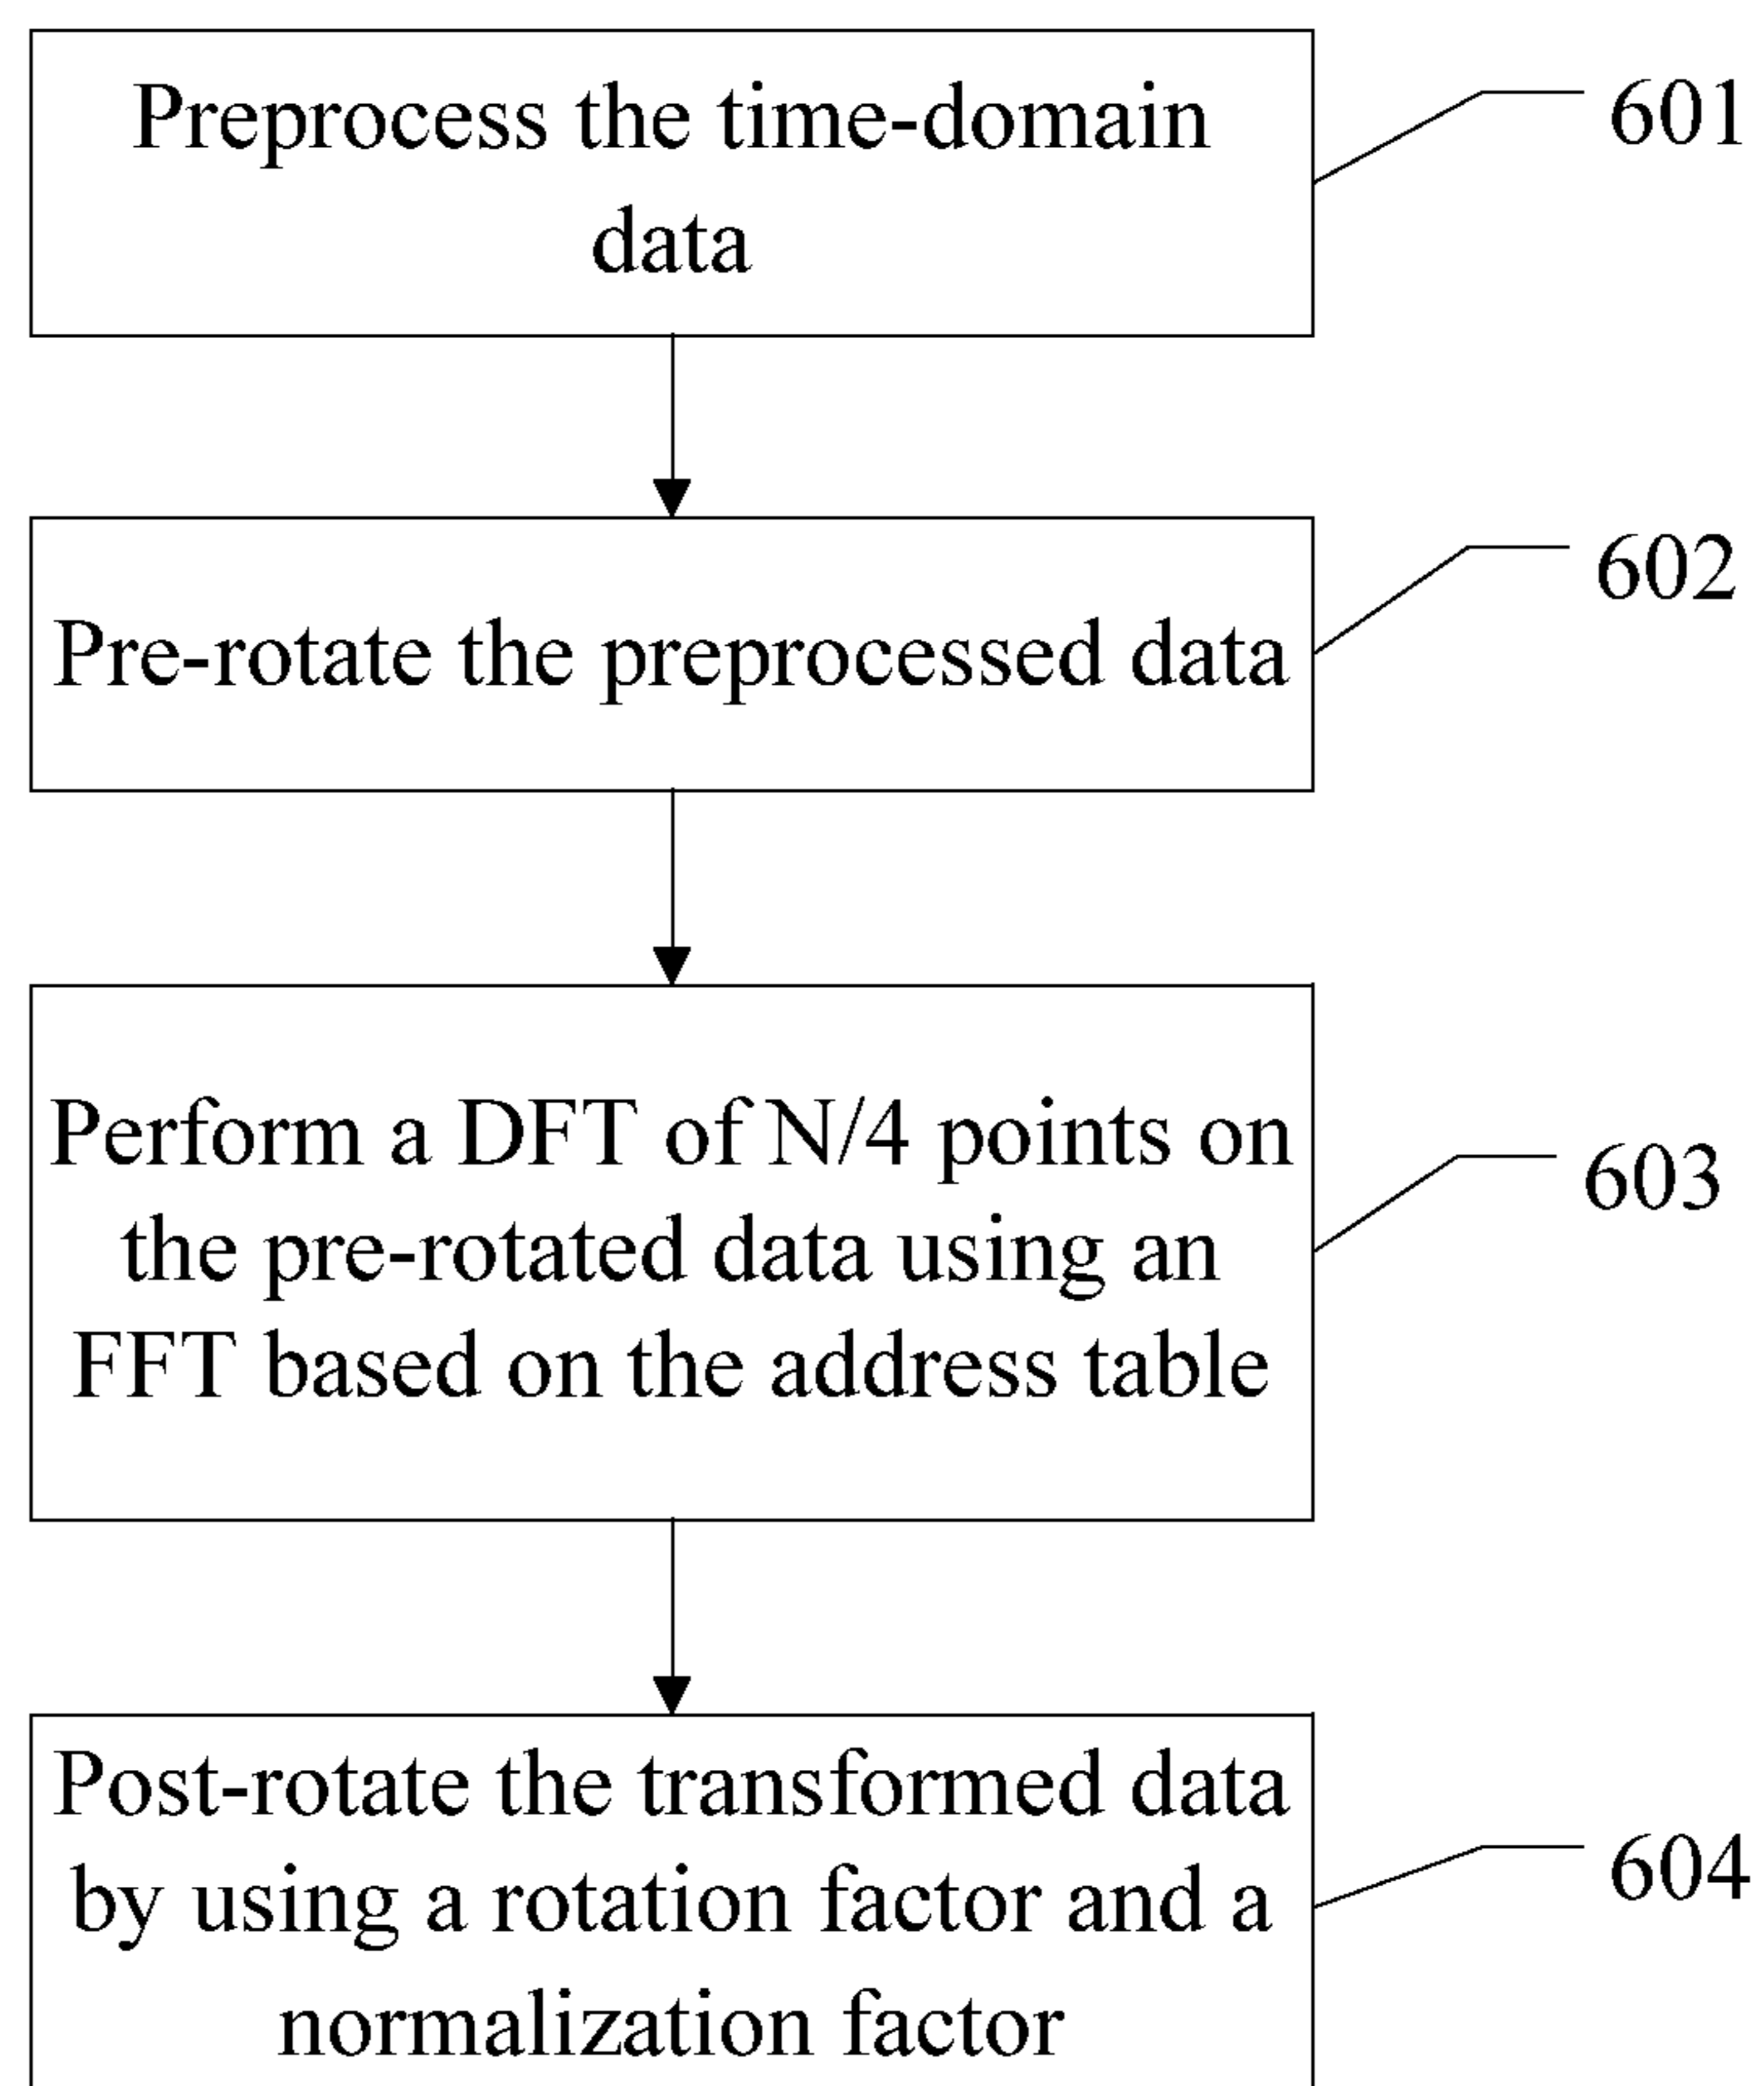 Preprocess the time-domain
data
601
Pre-rotate the preprocessed data
602
Perform a DFT of N/4 points on
the pre-rotated data using an
FFT based on the address table
603
Post-rotate the transformed data
by using a rotation factor and a
normalization factor
604